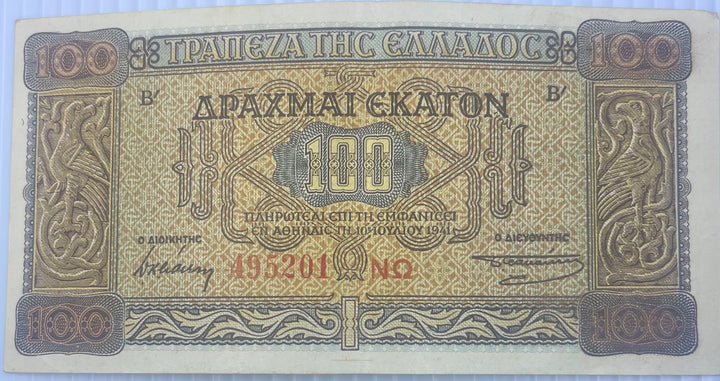 100 ΤΡΑΠΕΖΑ ΤΗΣ ΕΛΛΑΔΟΣ 100
Β′ Β′
ΔΡΑΧΜΑΙ ΕΚΑΤΟΝ
100
ΠΛΗΡΩΤΕΑΙ ΕΠΙ ΤΗ ΕΜΦΑΝΙΣΕΙ
ΕΝ ΑΘΗΝΑΙΣ ΤΗ 10 ΙΟΥΛΙΟΥ 1941
Ο ΔΙΟΙΚΗΤΗΣ Ο ΔΙΕΥΘΥΝΤΗΣ
495201 ΝΩ
100 100